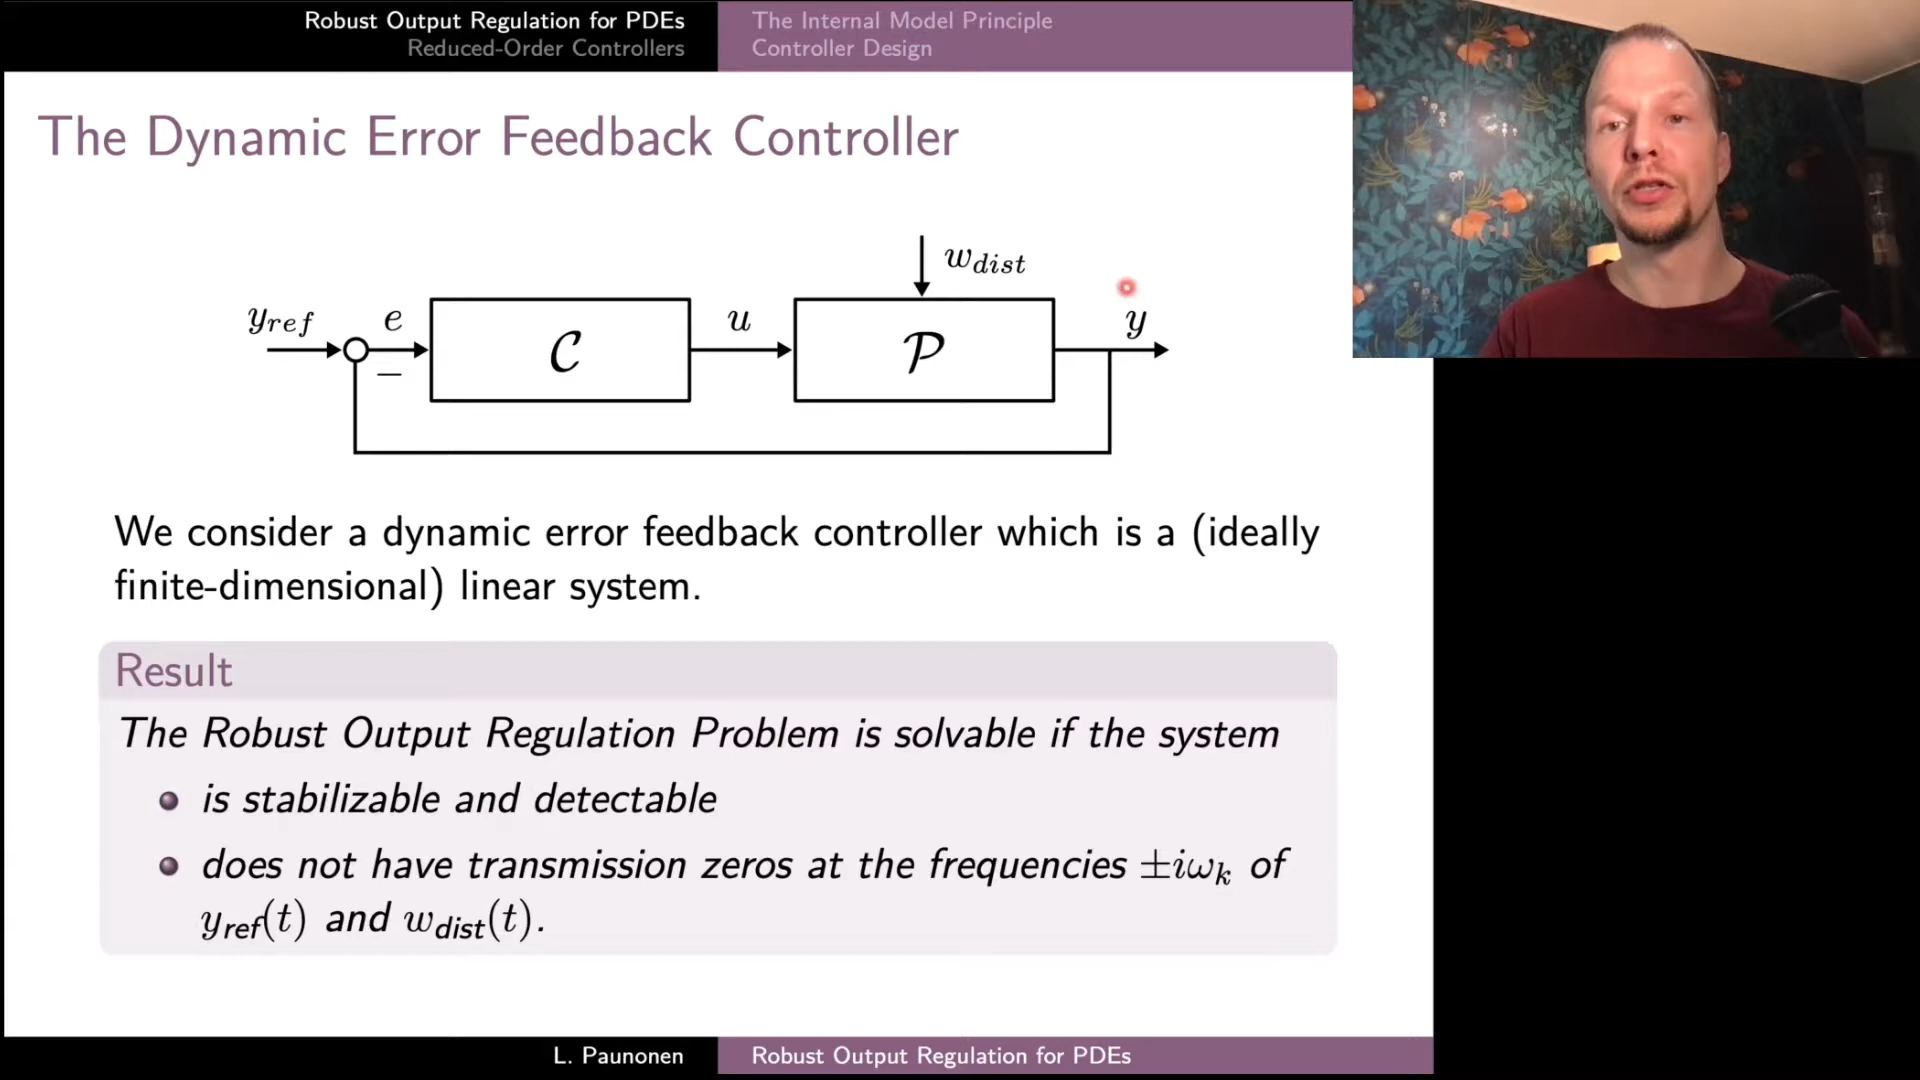 Robust Output Regulation for PDEs
Reduced-Order Controllers
The Internal Model Principle
Controller Design
The Dynamic Error Feedback Controller
w_dist
y_ref e u y
C P
−
We consider a dynamic error feedback controller which is a (ideally
finite-dimensional) linear system.
Result
The Robust Output Regulation Problem is solvable if the system
is stabilizable and detectable
does not have transmission zeros at the frequencies ±iω_k of
y_ref(t) and w_dist(t).
L. Paunonen
Robust Output Regulation for PDEs